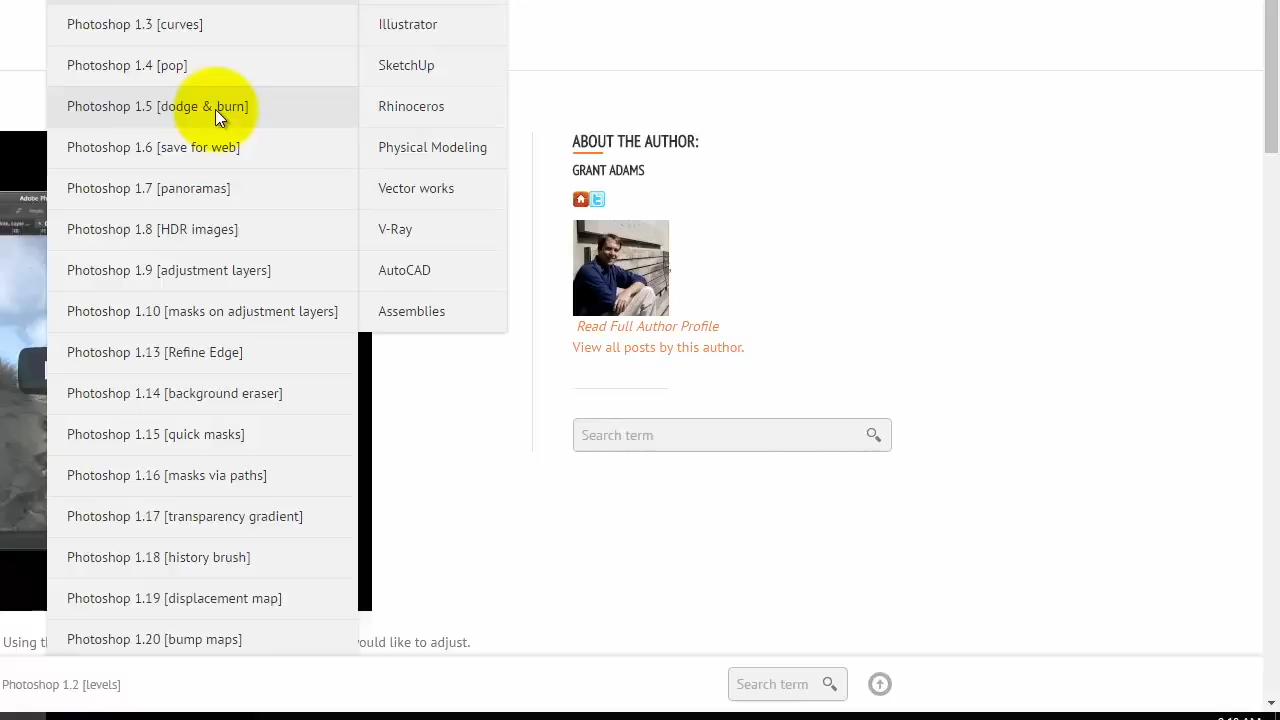 Photoshop 1.3 [curves]
Photoshop 1.4 [pop]
Photoshop 1.5 [dodge & burn]
Photoshop 1.6 [save for web]
Photoshop 1.7 [panoramas]
Photoshop 1.8 [HDR images]
Photoshop 1.9 [adjustment layers]
Photoshop 1.10 [masks on adjustment layers]
Photoshop 1.13 [Refine Edge]
Photoshop 1.14 [background eraser]
Photoshop 1.15 [quick masks]
Photoshop 1.16 [masks via paths]
Photoshop 1.17 [transparency gradient]
Photoshop 1.18 [history brush]
Photoshop 1.19 [displacement map]
Photoshop 1.20 [bump maps]
Illustrator
SketchUp
Rhinoceros
Physical Modeling
Vector works
V-Ray
AutoCAD
Assemblies
Adobe
ABOUT THE AUTHOR:
GRANT ADAMS
Read Full Author Profile
View all posts by this author.
Search term
Using would like to adjust.
Photoshop 1.2 [levels]
Search term